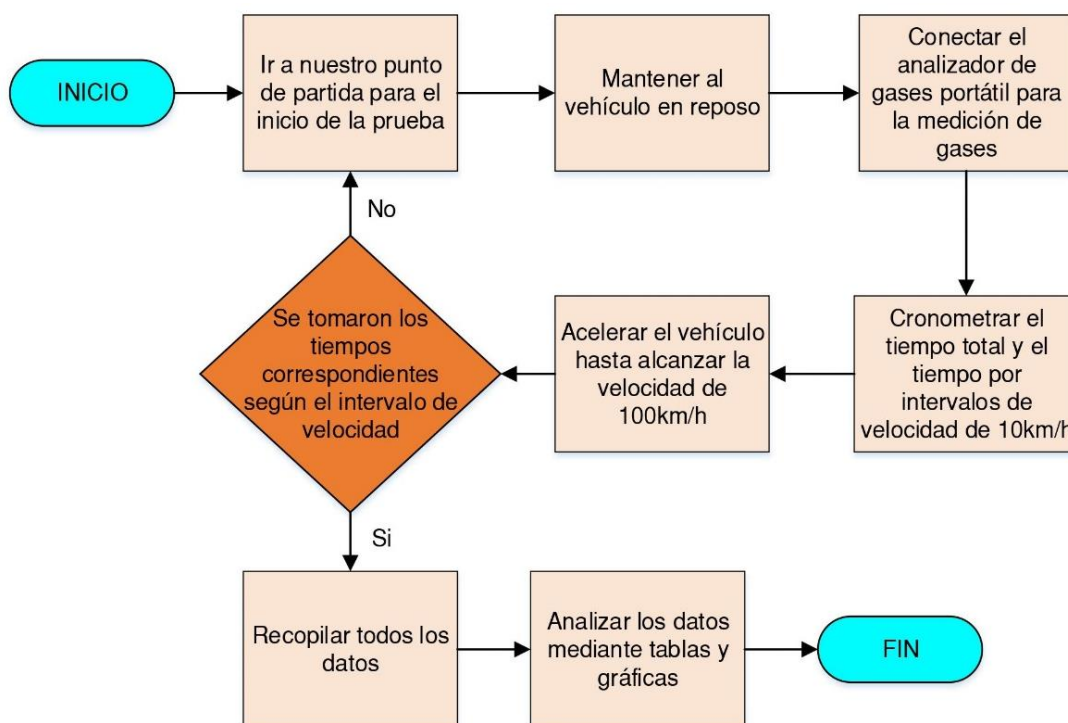 INICIO
Ir a nuestro punto
de partida para el
inicio de la prueba
Mantener al
vehículo en reposo
Conectar el
analizador de
gases portátil para
la medición de
gases
No
Se tomaron los
tiempos
correspondientes
según el intervalo de
velocidad
Acelerar el vehículo
hasta alcanzar la
velocidad de
100km/h
Cronometrar el
tiempo total y el
tiempo por
intervalos de
velocidad de 10km/h
Si
Recopilar todos los
datos
Analizar los datos
mediante tablas y
gráficas
FIN